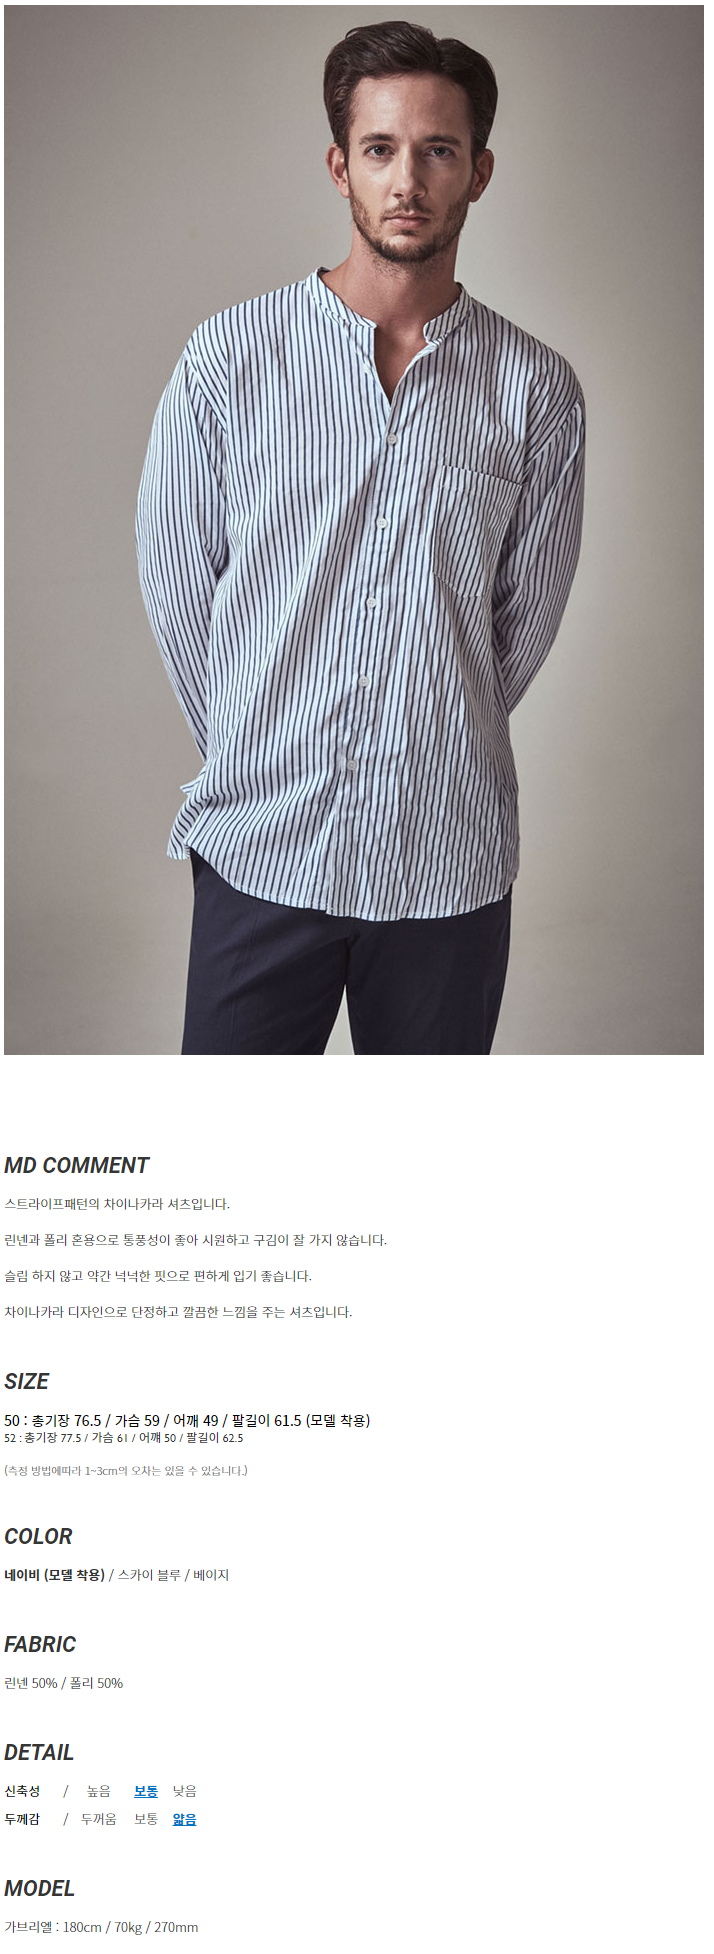 MD COMMENT
스트라이프패턴의 차이나카라 셔츠입니다.
린넨과 폴리 혼용으로 통풍성이 좋아 시원하고 구김이 잘 가지 않습니다.
슬림 하지 않고 약간 넉넉한 핏으로 편하게 입기 좋습니다.
차이나카라 디자인으로 단정하고 깔끔한 느낌을 주는 셔츠입니다.
SIZE
50 : 총기장 76.5 / 가슴 59 / 어깨 49 / 팔길이 61.5 (모델 착용)
52 : 총기장 77.5 / 가슴 61 / 어깨 50 / 팔길이 62.5
(측정 방법에따라 1~3cm의 오차는 있을 수 있습니다.)
COLOR
네이비 (모델 착용) / 스카이 블루 / 베이지
FABRIC
린넨 50% / 폴리 50%
DETAIL
신축성 / 높음 보통 낮음
두께감 / 두꺼움 보통 얇음
MODEL
가브리엘 : 180cm / 70kg / 270mm